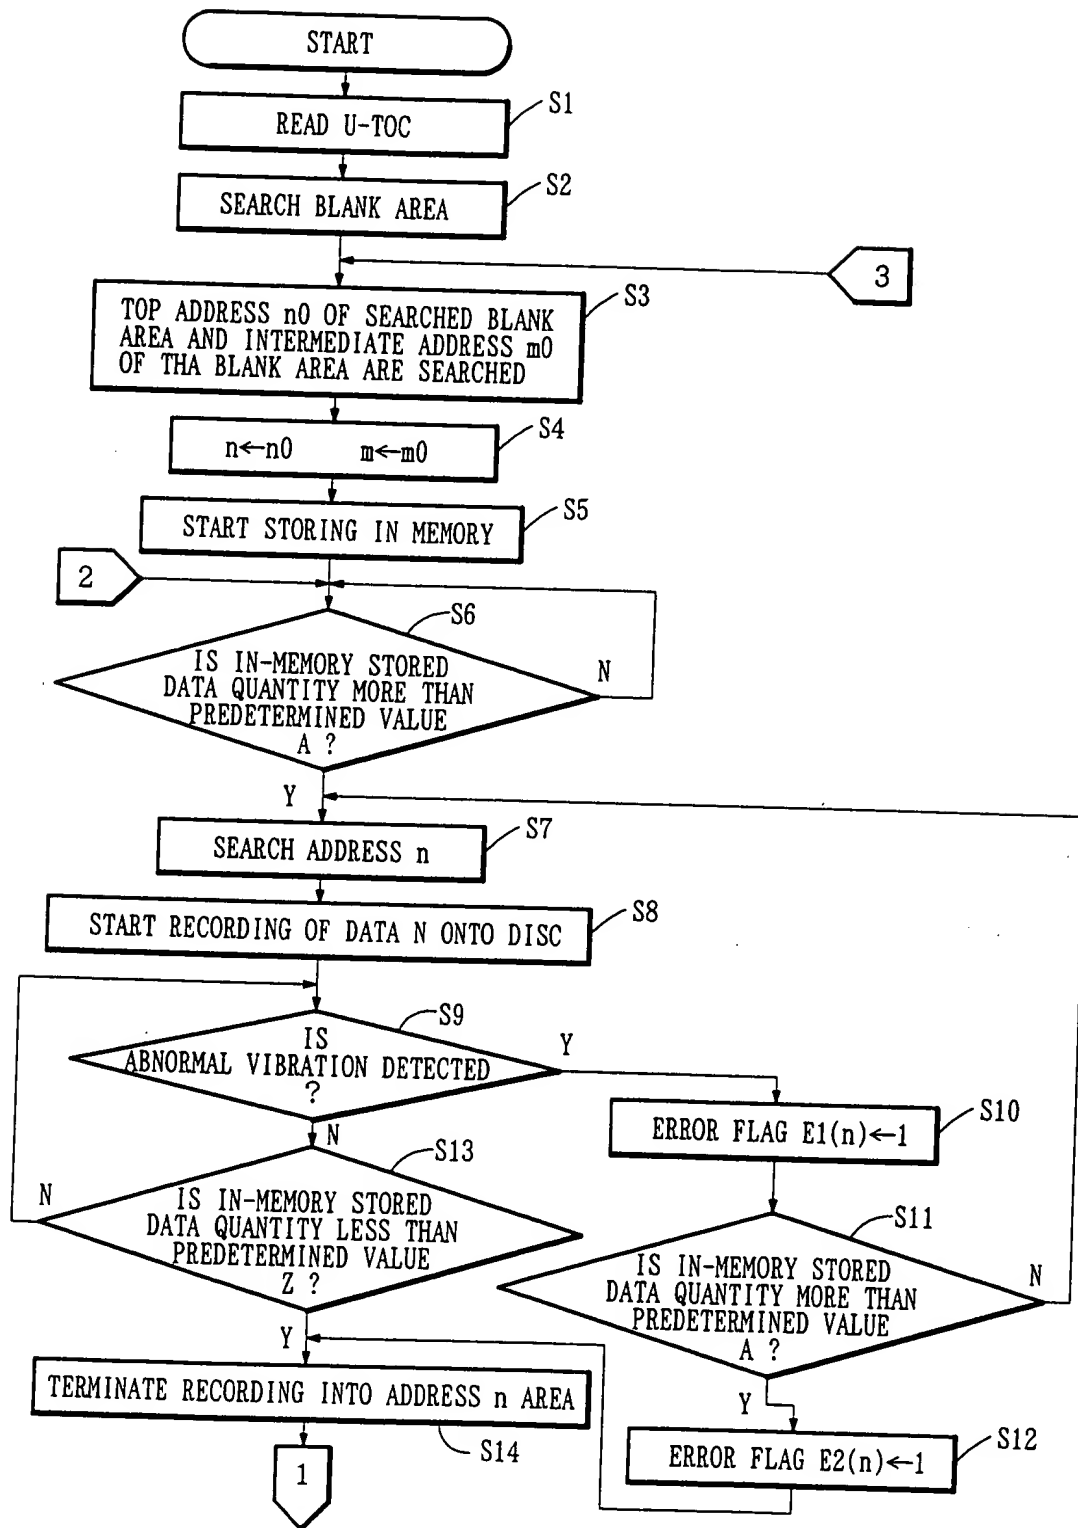 START
S1
READ U-TOC
S2
SEARCH BLANK AREA
3
S3
TOP ADDRESS n0 OF SEARCHED BLANK
AREA AND INTERMEDIATE ADDRESS m0
OF THA BLANK AREA ARE SEARCHED
S4
n←n0 m←m0
S5
START STORING IN MEMORY
2
S6
IS IN-MEMORY STORED
DATA QUANTITY MORE THAN
PREDETERMINED VALUE
A ?
N
Y
S7
SEARCH ADDRESS n
S8
START RECORDING OF DATA N ONTO DISC
S9
IS
ABNORMAL VIBRATION DETECTED
?
Y
N
S10
ERROR FLAG E1(n)←1
S13
N
IS IN-MEMORY STORED
DATA QUANTITY LESS THAN
PREDETERMINED VALUE
Z ?
Y
S11
IS IN-MEMORY STORED
DATA QUANTITY MORE THAN
PREDETERMINED VALUE
A ?
N
Y
TERMINATE RECORDING INTO ADDRESS n AREA
S14
S12
ERROR FLAG E2(n)←1
1